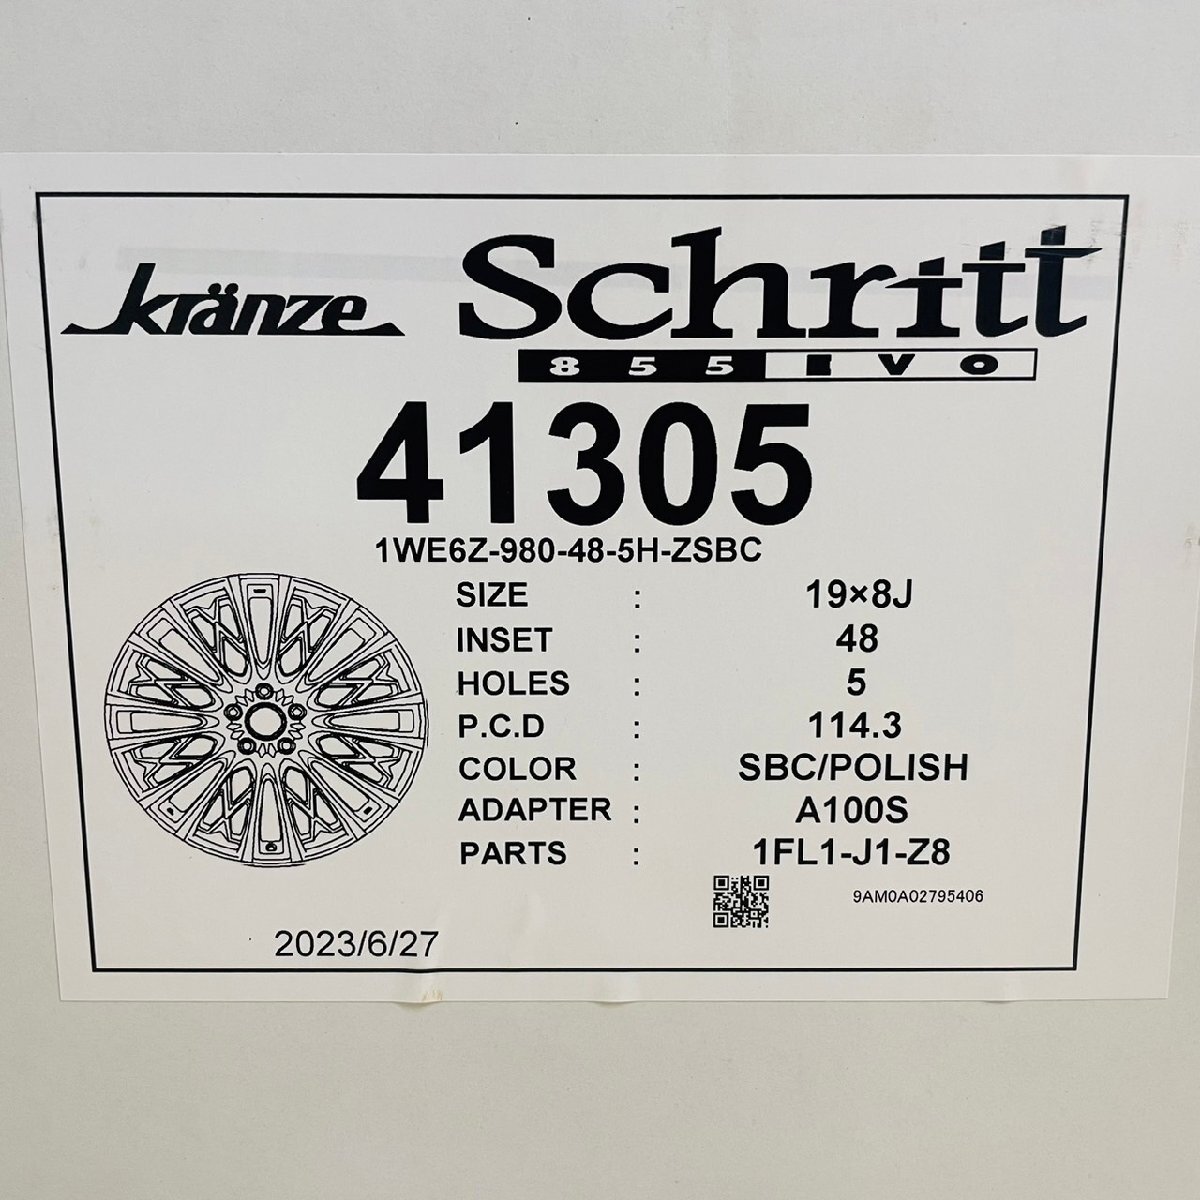 kränze Schritt
855 EVO
41305
1WE6Z-980-48-5H-ZSBC
SIZE : 19×8J
INSET : 48
HOLES : 5
P.C.D : 114.3
COLOR : SBC/POLISH
ADAPTER : A100S
PARTS : 1FL1-J1-Z8
9AM0A02795406
2023/6/27